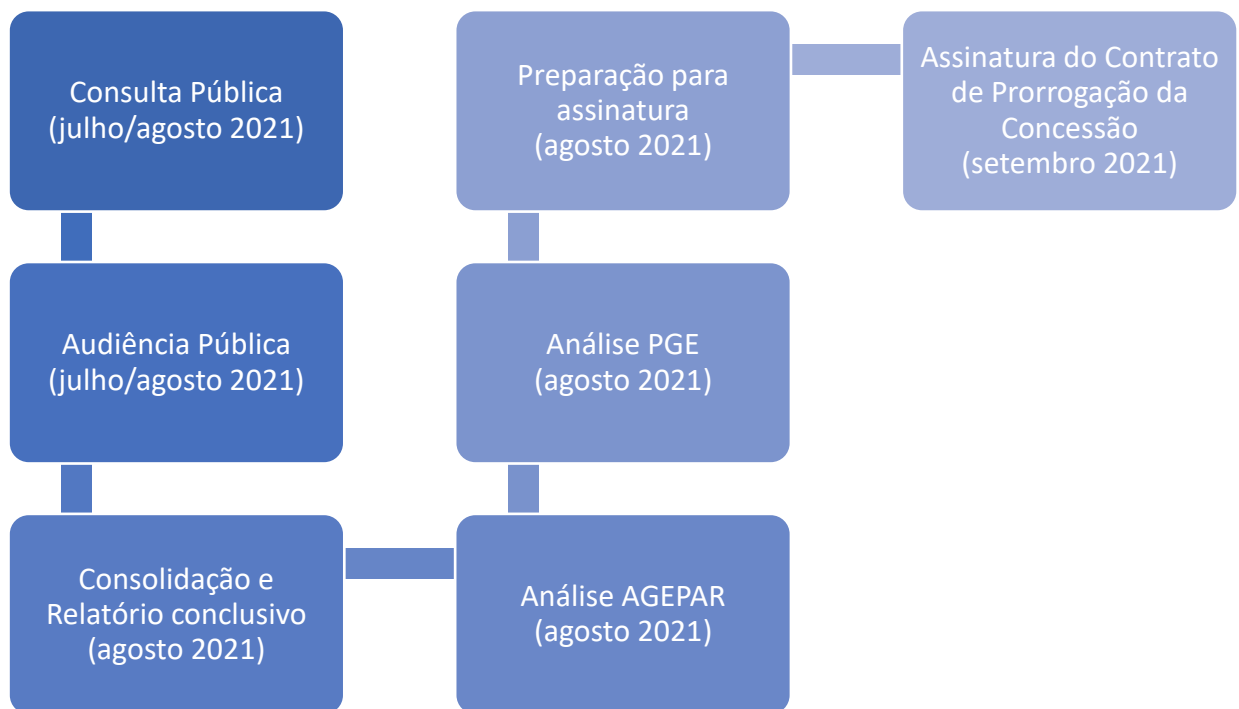 Consulta Pública
(julho/agosto 2021)
Audiência Pública
(julho/agosto 2021)
Consolidação e
Relatório conclusivo
(agosto 2021)
Análise AGEPAR
(agosto 2021)
Análise PGE
(agosto 2021)
Preparação para
assinatura
(agosto 2021)
Assinatura do Contrato
de Prorrogação da
Concessão
(setembro 2021)